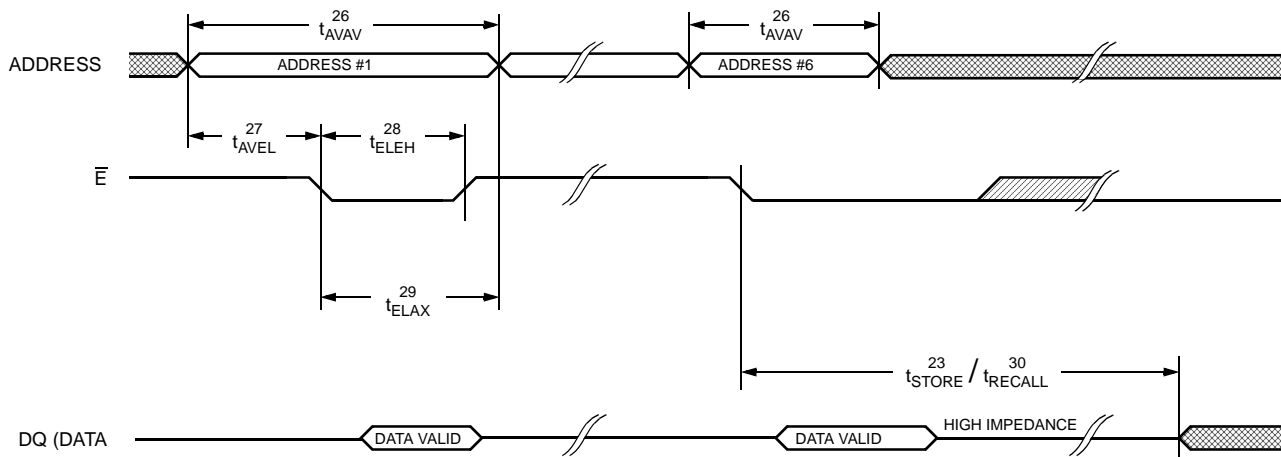 26 26
tAVAV tAVAV
ADDRESS ADDRESS #1 ADDRESS #6
27 28
tAVEL tELEH
E
29
tELAX
23 30
tSTORE / tRECALL
DQ (DATA DATA VALID DATA VALID HIGH IMPEDANCE